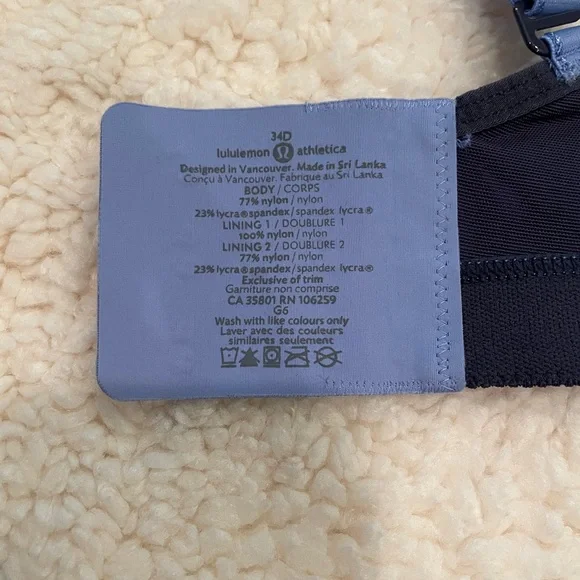 34D
lululemon athletica
Designed in Vancouver. Made in Sri Lanka
Conçu à Vancouver. Fabrique au Sri Lanka
BODY / CORPS
77% nylon / nylon
23% lycra® spandex / spandex lycra®
LINING 1 / DOUBLURE 1
100% nylon / nylon
LINING 2 / DOUBLURE 2
77% nylon / nylon
23% lycra® spandex / spandex lycra®
Exclusive of trim
Garniture non comprise
CA 35801 RN 106259
G6
Wash with like colours only
Laver avec des couleurs
similaires seulement